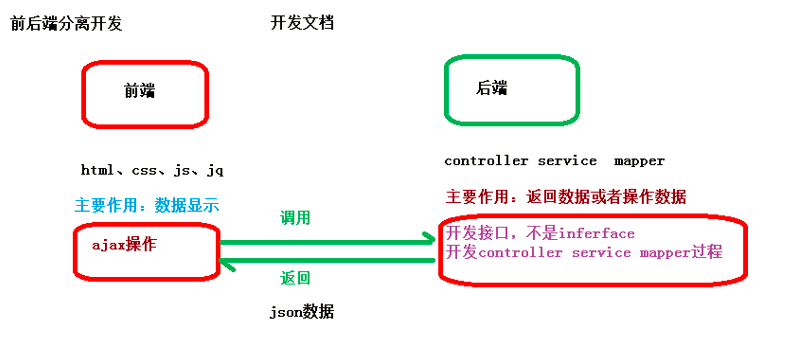 前后端分离开发
开发文档
前端
后端
html、css、js、jq
controller service  mapper
主要作用：数据显示
主要作用：返回数据或者操作数据
ajax操作
调用
开发接口，不是inferface
开发controller service mapper过程
返回
json数据